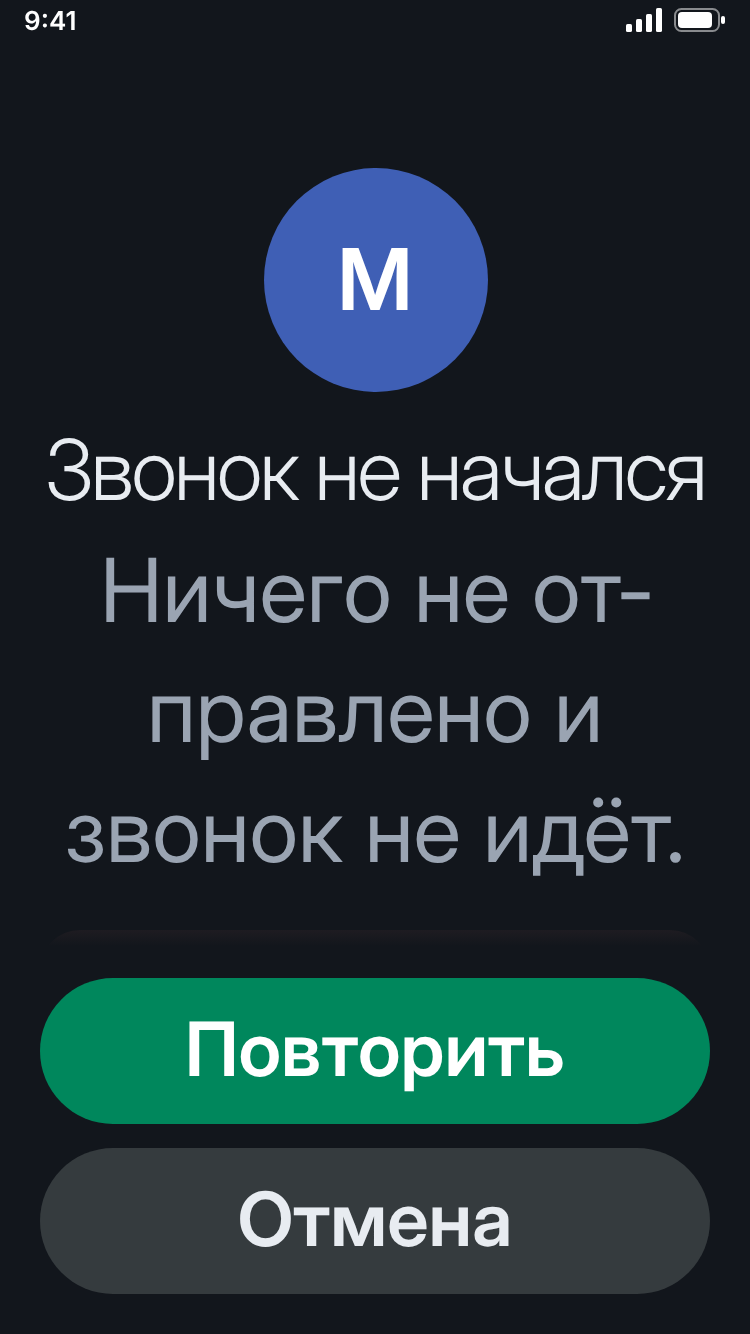 9:41
М
Звонок не начался
Ничего не от-
правлено и
звонок не идёт.
Повторить
Отмена